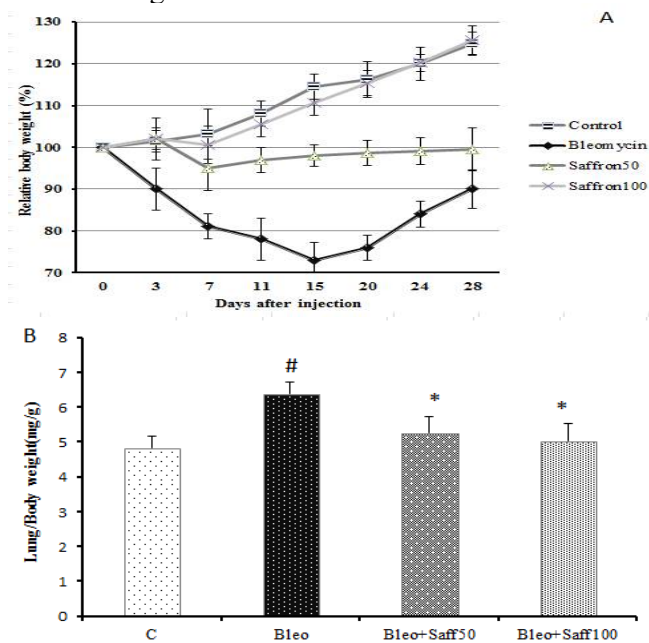 A
130
120
110
100
90
80
70
Relative body weight (%)
0 3 7 11 15 20 24 28
Days after injection
Control
Bleomycin
Saffron50
Saffron100
B
8
7
6
5
4
3
2
1
0
Lung/Body weight(mg/g)
#
*
*
C Bleo Bleo+Saff50 Bleo+Saff100